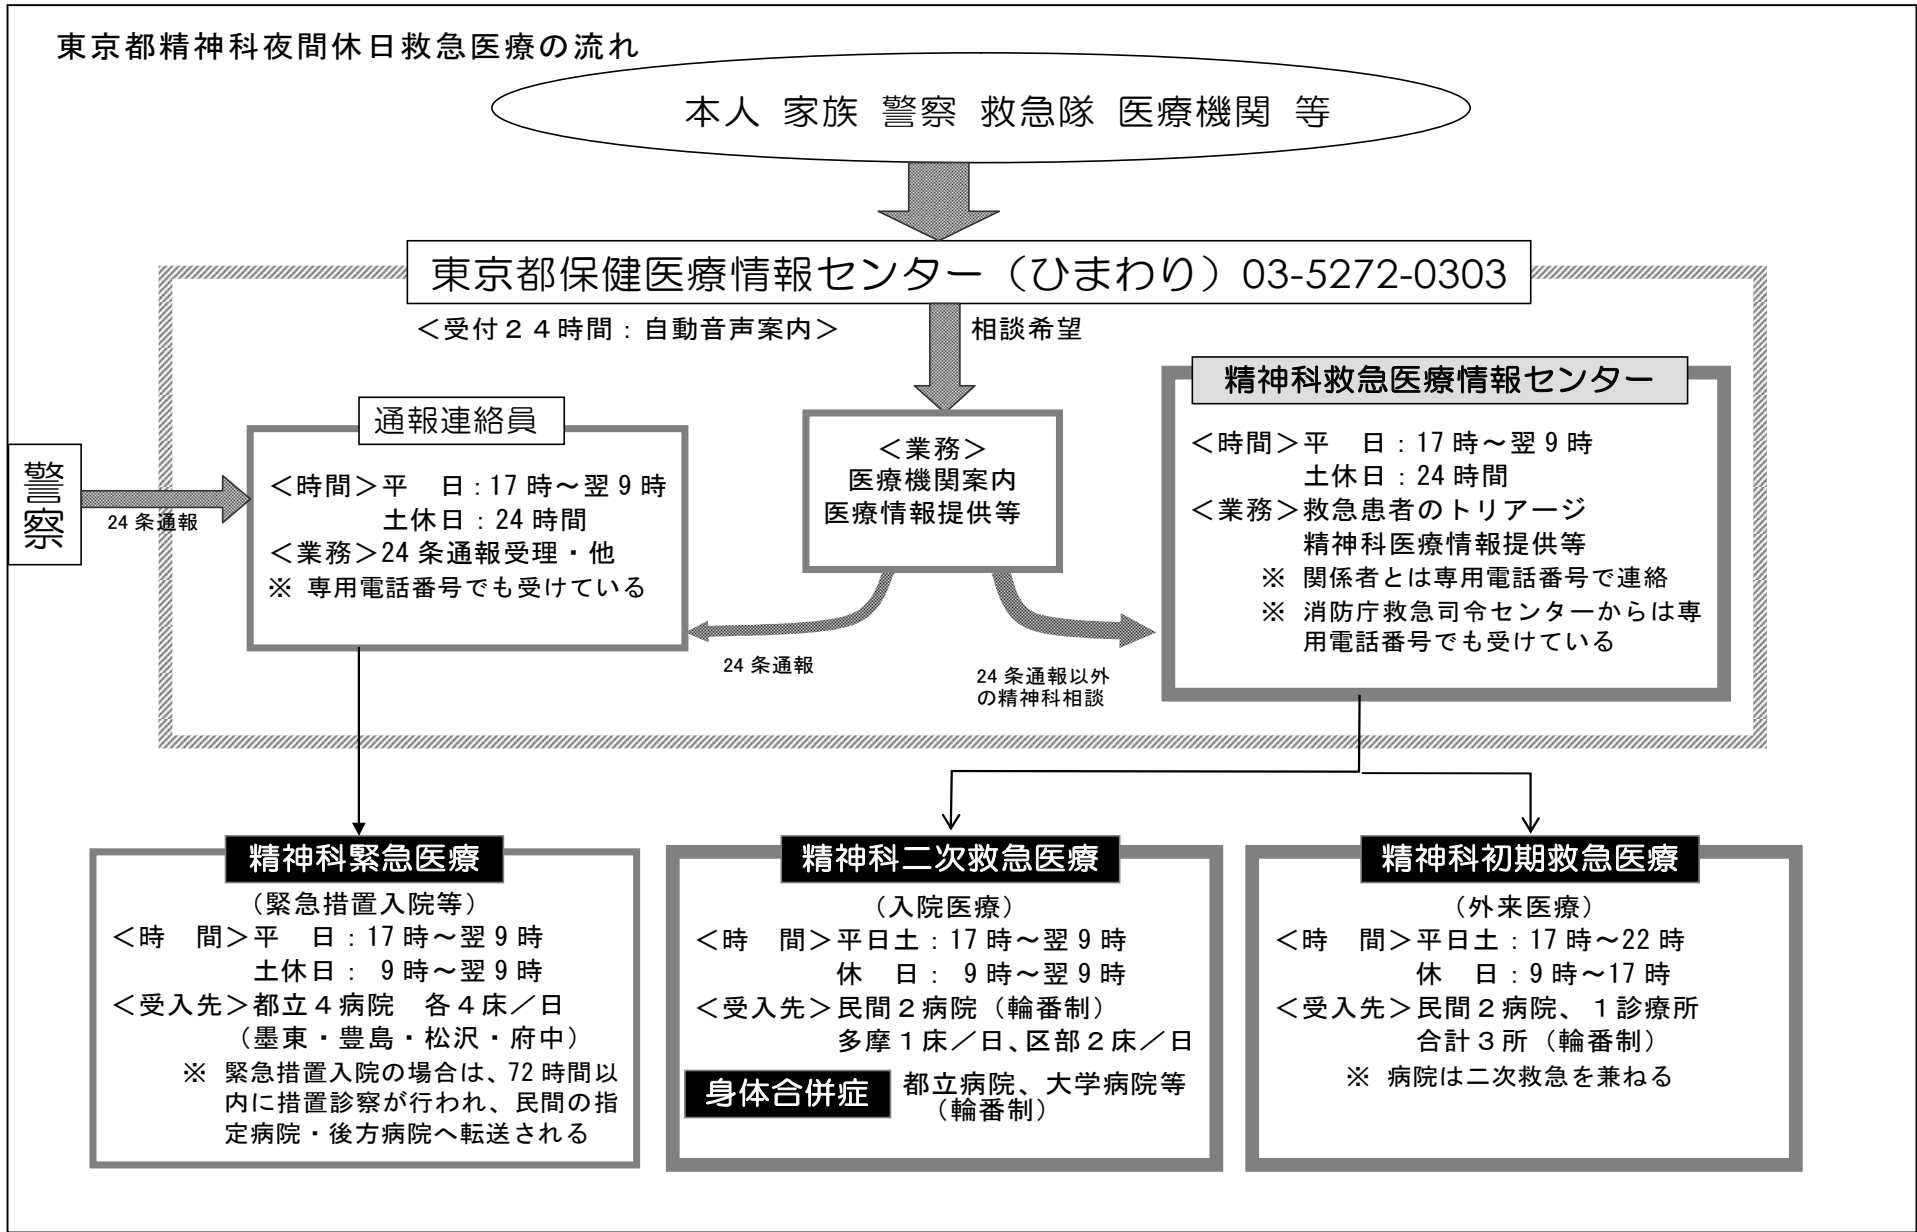 東京都精神科夜間休日救急医療の流れ
本人 家族 警察 救急隊 医療機関 等
東京都保健医療情報センター（ひまわり）03-5272-0303
＜受付２４時間：自動音声案内＞
相談希望
警察
24条通報
通報連絡員
＜時間＞平　日：17時～翌9時
土休日：24時間
＜業務＞24条通報受理・他
※ 専用電話番号でも受けている
＜業務＞
医療機関案内
医療情報提供等
24条通報
24条通報以外
の精神科相談
精神科救急医療情報センター
＜時間＞平　日：17時～翌9時
土休日：24時間
＜業務＞救急患者のトリアージ
精神科医療情報提供等
※ 関係者とは専用電話番号で連絡
※ 消防庁救急司令センターからは専
用電話番号でも受けている
精神科緊急医療
（緊急措置入院等）
＜時　間＞平　日：17時～翌9時
土休日： 9時～翌9時
＜受入先＞都立４病院　各４床／日
（墨東・豊島・松沢・府中）
※ 緊急措置入院の場合は、72時間以
内に措置診察が行われ、民間の指
定病院・後方病院へ転送される
精神科二次救急医療
（入院医療）
＜時　間＞平日土：17時～翌9時
休　日： 9時～翌9時
＜受入先＞民間２病院（輪番制）
多摩１床／日、区部２床／日
身体合併症
都立病院、大学病院等
（輪番制）
精神科初期救急医療
（外来医療）
＜時　間＞平日土：17時～22時
休　日：9時～17時
＜受入先＞民間２病院、１診療所
合計３所（輪番制）
※ 病院は二次救急を兼ねる